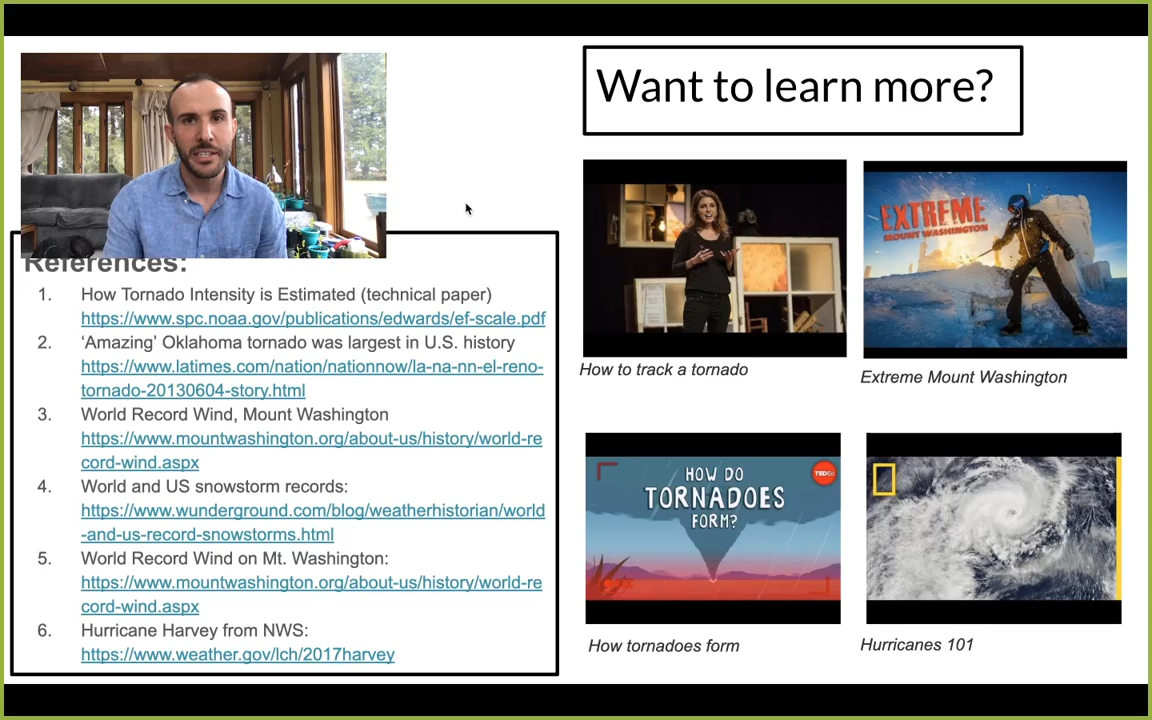 Want to learn more?
References:
1. How Tornado Intensity is Estimated (technical paper)
https://www.spc.noaa.gov/publications/edwards/ef-scale.pdf
2. ‘Amazing’ Oklahoma tornado was largest in U.S. history
https://www.latimes.com/nation/nationnow/la-na-nn-el-reno-
tornado-20130604-story.html
3. World Record Wind, Mount Washington
https://www.mountwashington.org/about-us/history/world-re
cord-wind.aspx
4. World and US snowstorm records:
https://www.wunderground.com/blog/weatherhistorian/world
-and-us-record-snowstorms.html
5. World Record Wind on Mt. Washington:
https://www.mountwashington.org/about-us/history/world-re
cord-wind.aspx
6. Hurricane Harvey from NWS:
https://www.weather.gov/lch/2017harvey
How to track a tornado
EXTREME
MOUNT WASHINGTON
Extreme Mount Washington
HOW DO
TORNADOES
FORM?
TEDEd
How tornadoes form
Hurricanes 101